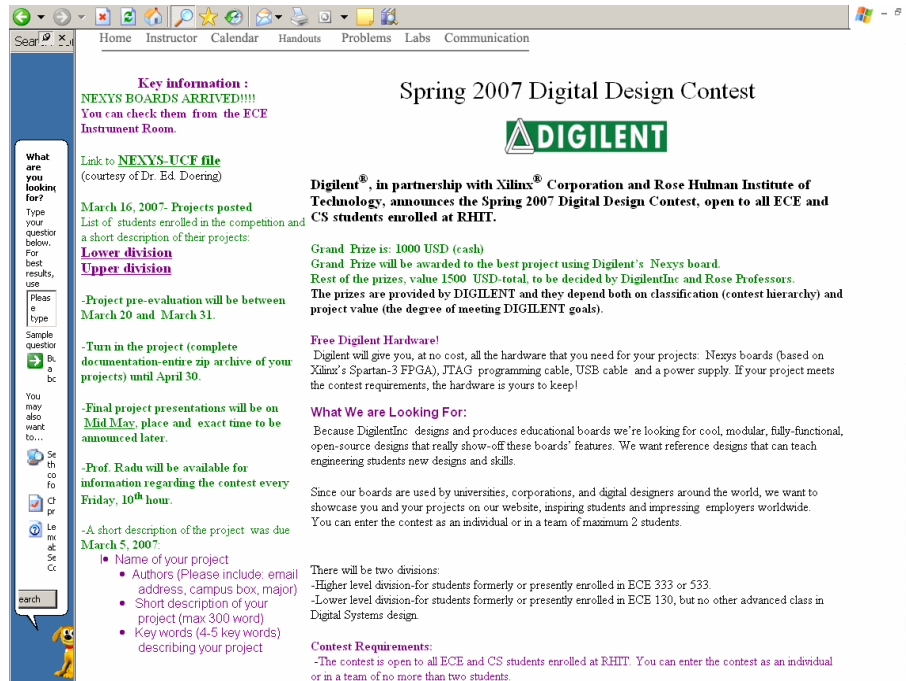 Home Instructor Calendar Handouts Problems Labs Communication
What
are
you
looking
for?
Type
your
question
below.
For
best
results,
use
Pleas
e
type
Sample
question
You
may
also
want
to...
earch
Key information :
NEXYS BOARDS ARRIVED!!!!
You can check them from the ECE
Instrument Room.
Link to NEXYS-UCF file
(courtesy of Dr. Ed. Doering)
March 16, 2007- Projects posted
List of students enrolled in the competition and
a short description of their projects:
Lower division
Upper division
-Project pre-evaluation will be between
March 20 and March 31.
-Turn in the project (complete
documentation-entire zip archive of your
projects) until April 30.
-Final project presentations will be on
Mid May, place and exact time to be
announced later.
-Prof. Radu will be available for
information regarding the contest every
Friday, 10th hour.
-A short description of the project was due
March 5, 2007:
Name of your project
Authors (Please include: email
address, campus box, major)
Short description of your
project (max 300 word)
Key words (4-5 key words)
describing your project
Spring 2007 Digital Design Contest
DIGILENT
Digilent®, in partnership with Xilinx® Corporation and Rose Hulman Institute of
Technology, announces the Spring 2007 Digital Design Contest, open to all ECE and
CS students enrolled at RHIT.
Grand Prize is: 1000 USD (cash)
Grand Prize will be awarded to the best project using Digilent's Nexys board.
Rest of the prizes, value 1500 USD-total, to be decided by DigilentInc and Rose Professors.
The prizes are provided by DIGILENT and they depend both on classification (contest hierarchy) and
project value (the degree of meeting DIGILENT goals).
Free Digilent Hardware!
Digilent will give you, at no cost, all the hardware that you need for your projects: Nexys boards (based on
Xilinx's Spartan-3 FPGA), JTAG programming cable, USB cable and a power supply. If your project meets
the contest requirements, the hardware is yours to keep!
What We are Looking For:
Because DigilentInc designs and produces educational boards we're looking for cool, modular, fully-functional,
open-source designs that really show-off these boards' features. We want reference designs that can teach
engineering students new designs and skills.
Since our boards are used by universities, corporations, and digital designers around the world, we want to
showcase you and your projects on our website, inspiring students and impressing employers worldwide.
You can enter the contest as an individual or in a team of maximum 2 students.
There will be two divisions:
-Higher level division-for students formerly or presently enrolled in ECE 333 or 533.
-Lower level division-for students formerly or presently enrolled in ECE 130, but no other advanced class in
Digital Systems design.
Contest Requirements:
-The contest is open to all ECE and CS students enrolled at RHIT. You can enter the contest as an individual
or in a team of no more than two students.